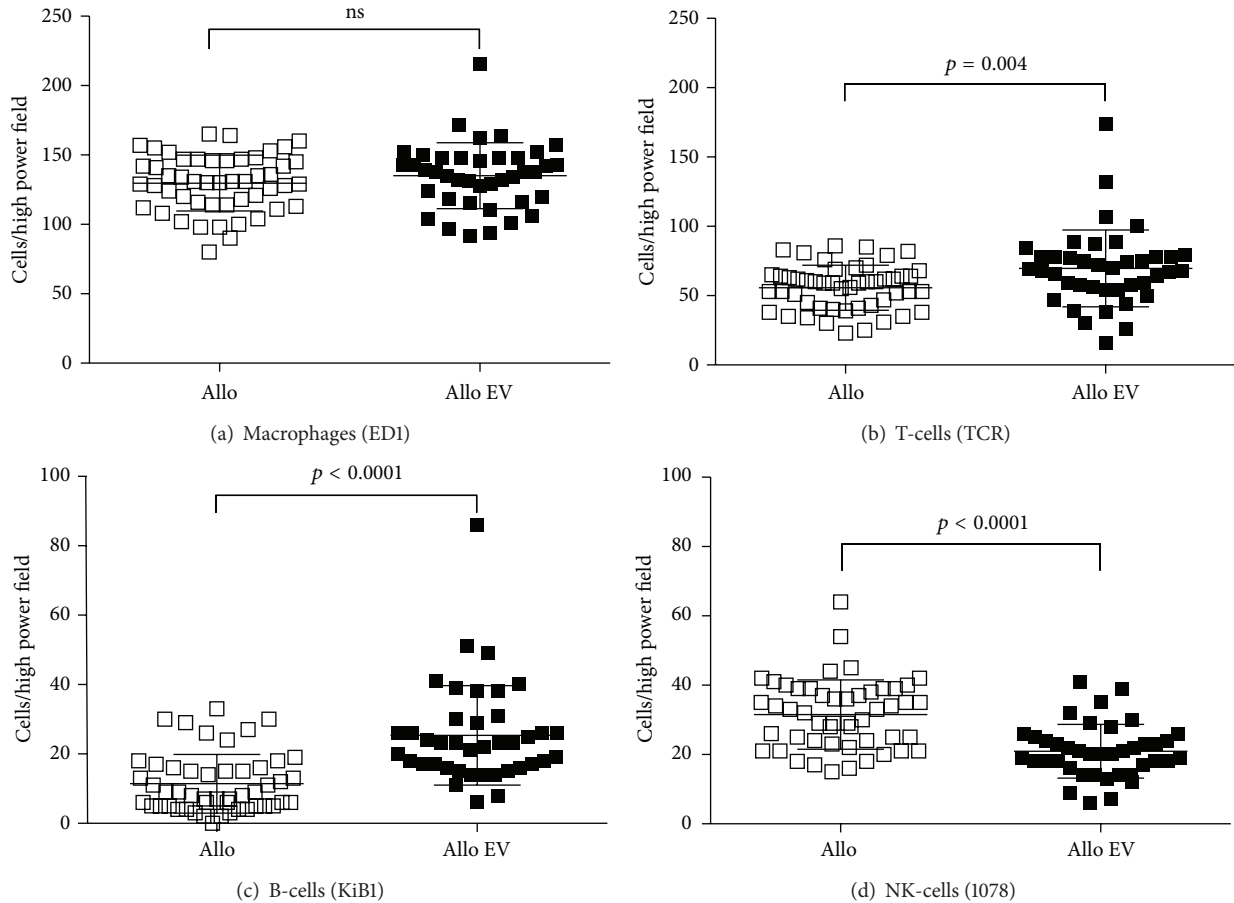 250
200
150
100
50
0
Cells/high power field
ns
Allo
Allo EV
(a) Macrophages (ED1)
250
200
150
100
50
0
Cells/high power field
p = 0.004
Allo
Allo EV
(b) T-cells (TCR)
100
80
60
40
20
0
Cells/high power field
p < 0.0001
Allo
Allo EV
(c) B-cells (KiB1)
100
80
60
40
20
0
Cells/high power field
p < 0.0001
Allo
Allo EV
(d) NK-cells (1078)